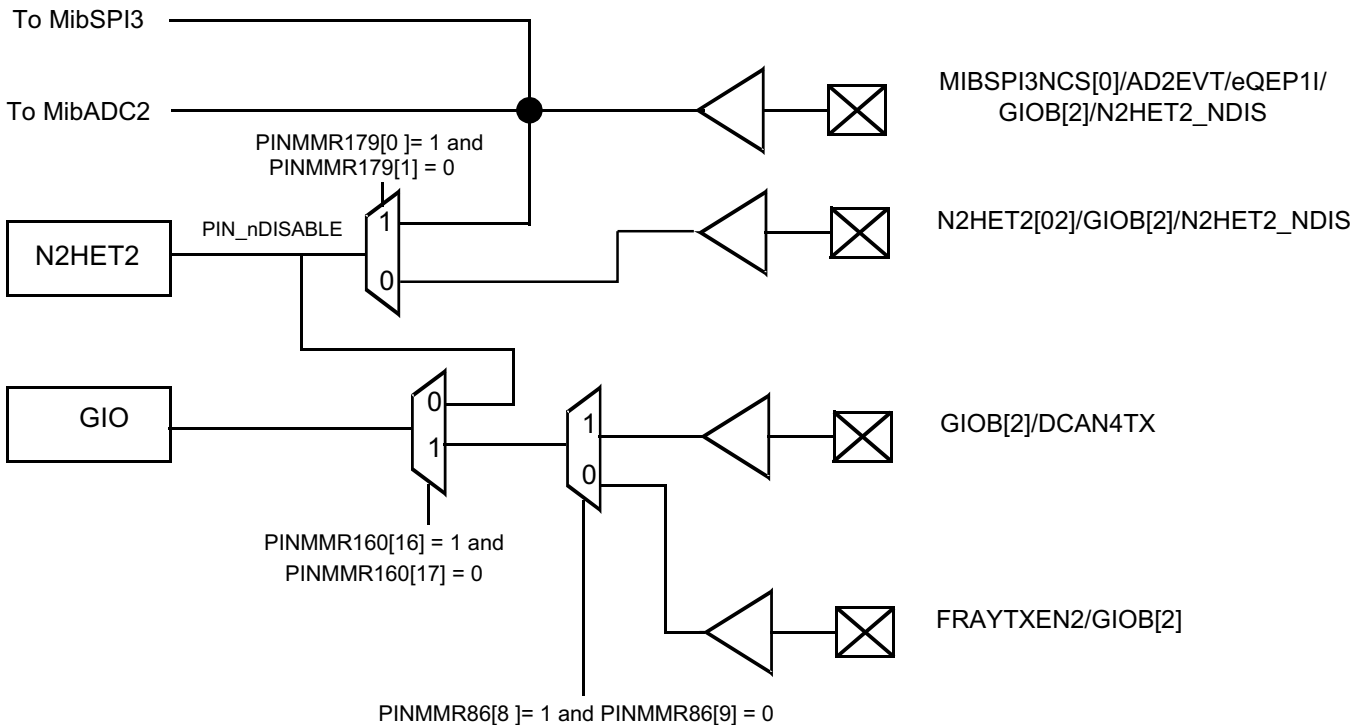 To MibSPI3
To MibADC2
MIBSPI3NCS[0]/AD2EVT/eQEP1I/
GIOB[2]/N2HET2_NDIS
PINMMR179[0 ]= 1 and
PINMMR179[1] = 0
N2HET2
PIN_nDISABLE
1
0
N2HET2[02]/GIOB[2]/N2HET2_NDIS
GIO
0
1
1
0
GIOB[2]/DCAN4TX
PINMMR160[16] = 1 and
PINMMR160[17] = 0
FRAYTXEN2/GIOB[2]
PINMMR86[8 ]= 1 and PINMMR86[9] = 0